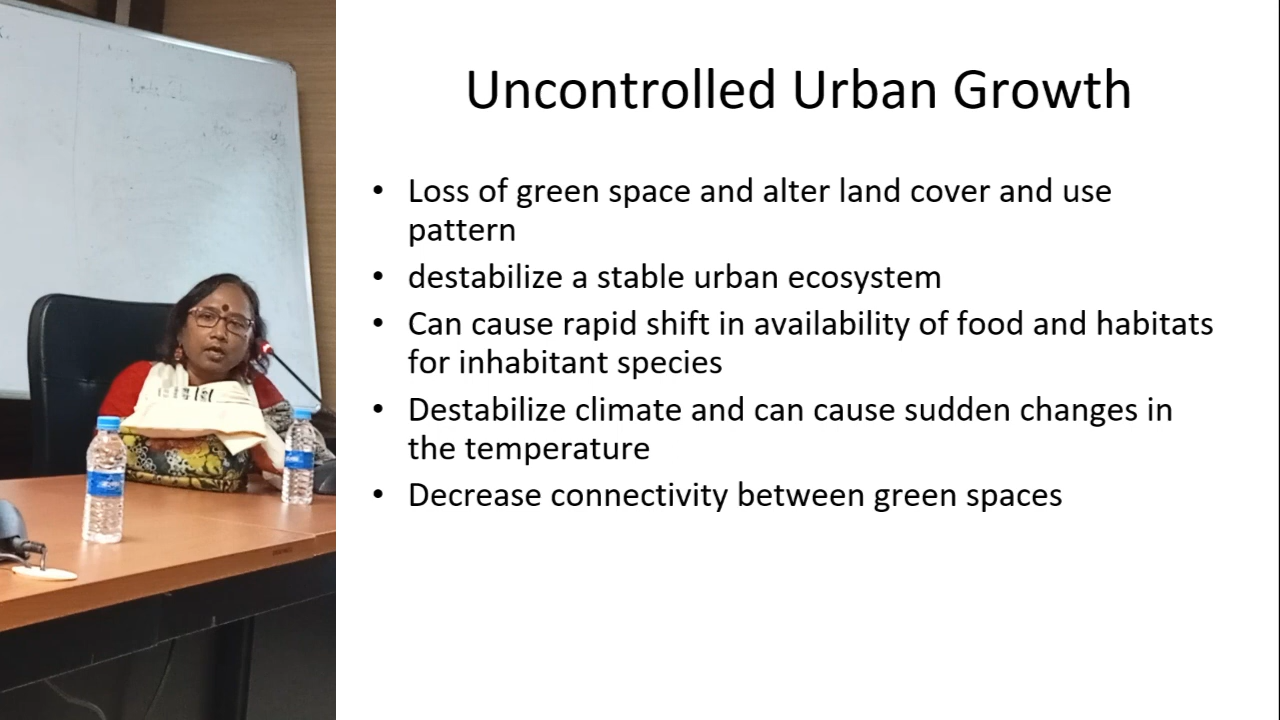 Uncontrolled Urban Growth
• Loss of green space and alter land cover and use
pattern
• destabilize a stable urban ecosystem
• Can cause rapid shift in availability of food and habitats
for inhabitant species
• Destabilize climate and can cause sudden changes in
the temperature
• Decrease connectivity between green spaces